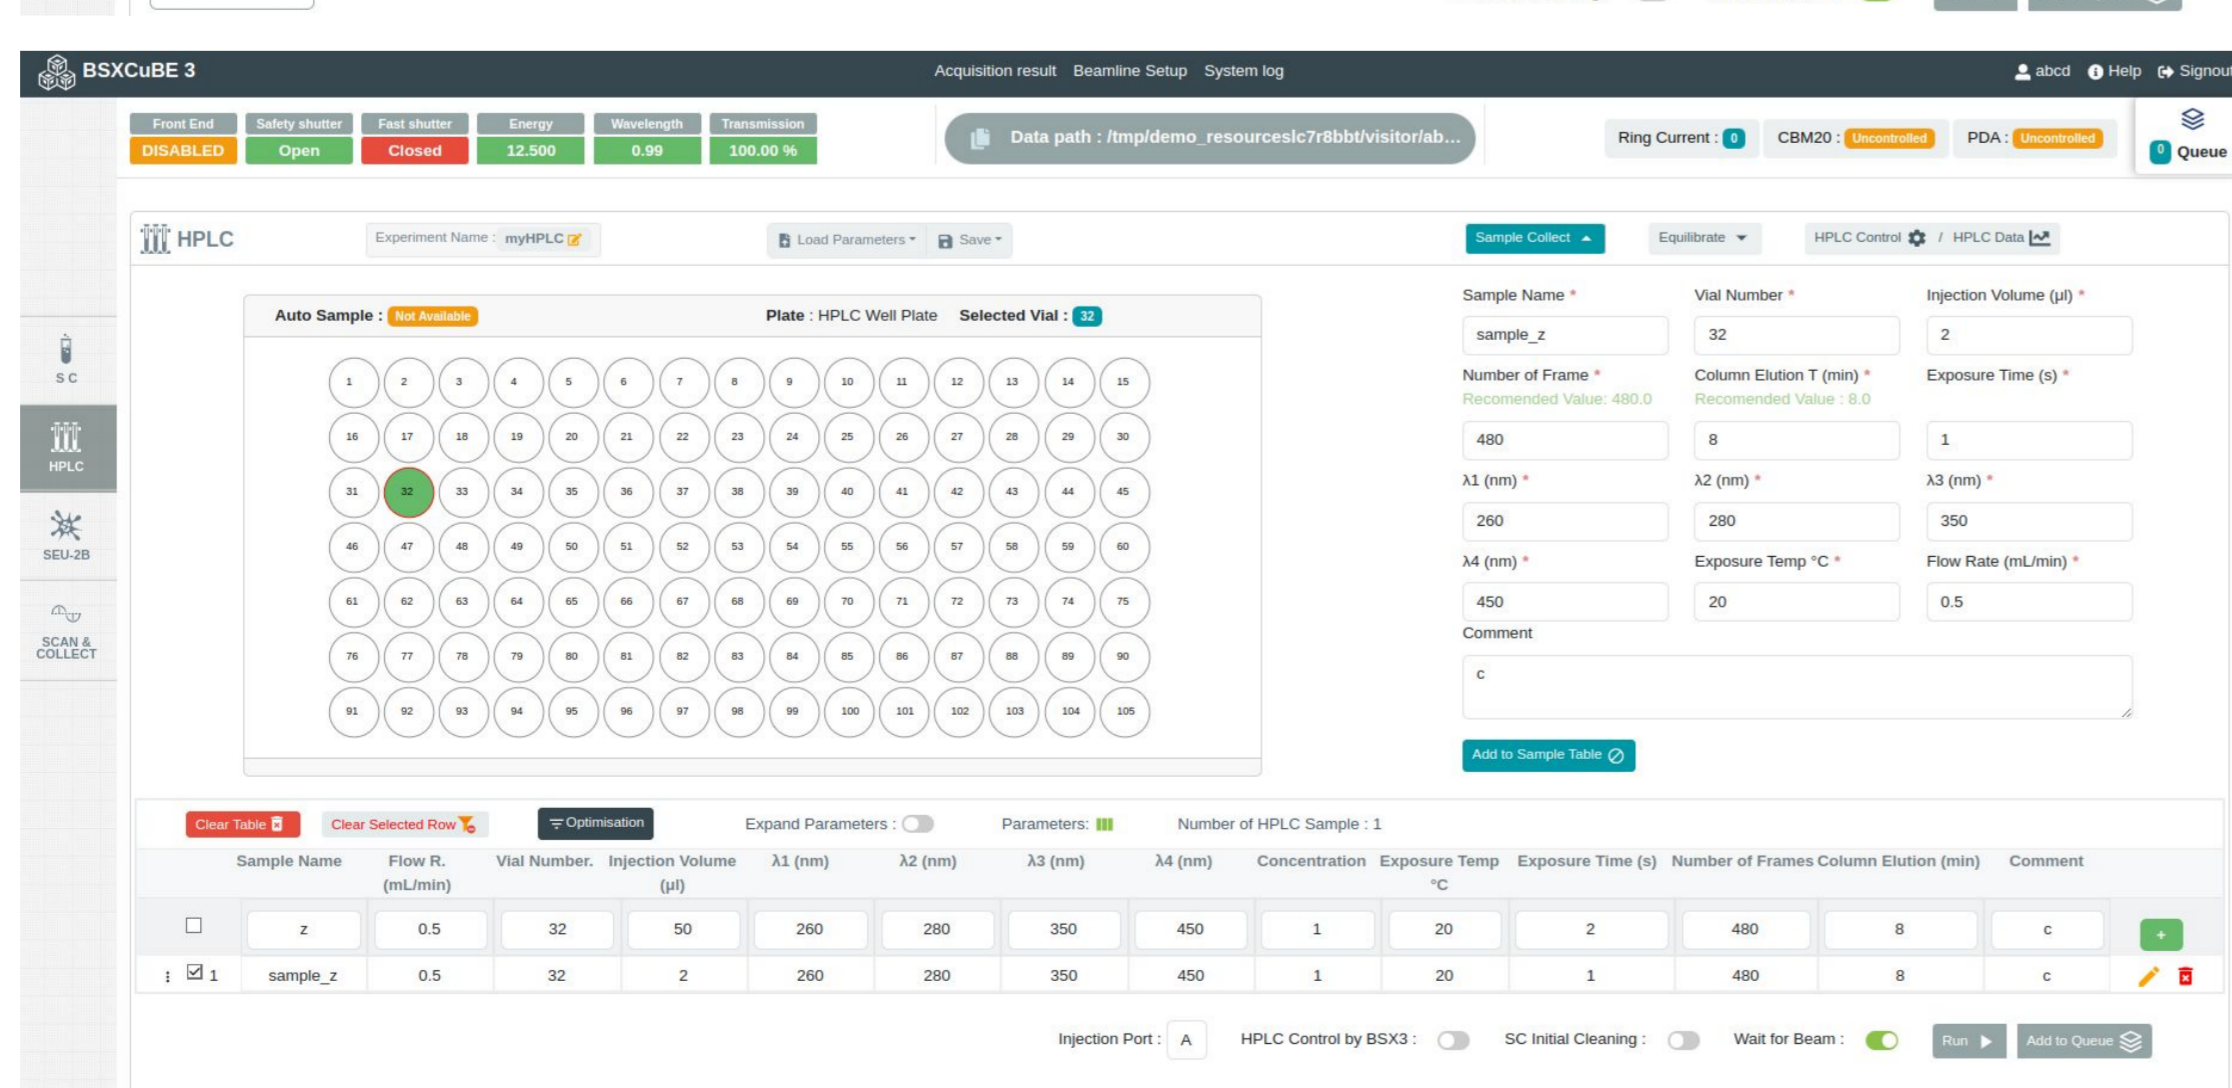 BSXCuBE 3 Acquisition result Beamline Setup System log abcd Help Signout
Front End Safety shutter Fast shutter Energy Wavelength Transmission
DISABLED Open Closed 12.500 0.99 100.00 %
Data path : /tmp/demo_resourceslc7r8bbt/visitor/ab...
Ring Current : 0 CBM20 : Uncontrolled PDA : Uncontrolled
0 Queue
HPLC Experiment Name : myHPLC Load Parameters Save Sample Collect Equilibrate HPLC Control / HPLC Data
S C
HPLC
SEU-2B
SCAN &
COLLECT
Auto Sample : Not Available Plate : HPLC Well Plate Selected Vial : 32
1 2 3 4 5 6 7 8 9 10 11 12 13 14 15
16 17 18 19 20 21 22 23 24 25 26 27 28 29 30
31 32 33 34 35 36 37 38 39 40 41 42 43 44 45
46 47 48 49 50 51 52 53 54 55 56 57 58 59 60
61 62 63 64 65 66 67 68 69 70 71 72 73 74 75
76 77 78 79 80 81 82 83 84 85 86 87 88 89 90
91 92 93 94 95 96 97 98 99 100 101 102 103 104 105
Sample Name * Vial Number * Injection Volume (µl) *
sample_z 32 2
Number of Frame * Column Elution T (min) * Exposure Time (s) *
Recomended Value: 480.0 Recomended Value : 8.0
480 8 1
λ1 (nm) * λ2 (nm) * λ3 (nm) *
260 280 350
λ4 (nm) * Exposure Temp °C * Flow Rate (mL/min) *
450 20 0.5
Comment
c
Add to Sample Table
Clear Table Clear Selected Row Optimisation Expand Parameters : Parameters: Number of HPLC Sample : 1
Sample Name Flow R. Vial Number. Injection Volume λ1 (nm) λ2 (nm) λ3 (nm) λ4 (nm) Concentration Exposure Temp Exposure Time (s) Number of Frames Column Elution (min) Comment
(mL/min) (µl) °C
z 0.5 32 50 260 280 350 450 1 20 2 480 8 c +
1 sample_z 0.5 32 2 260 280 350 450 1 20 1 480 8 c
Injection Port : A HPLC Control by BSX3 : SC Initial Cleaning : Wait for Beam : Run Add to Queue